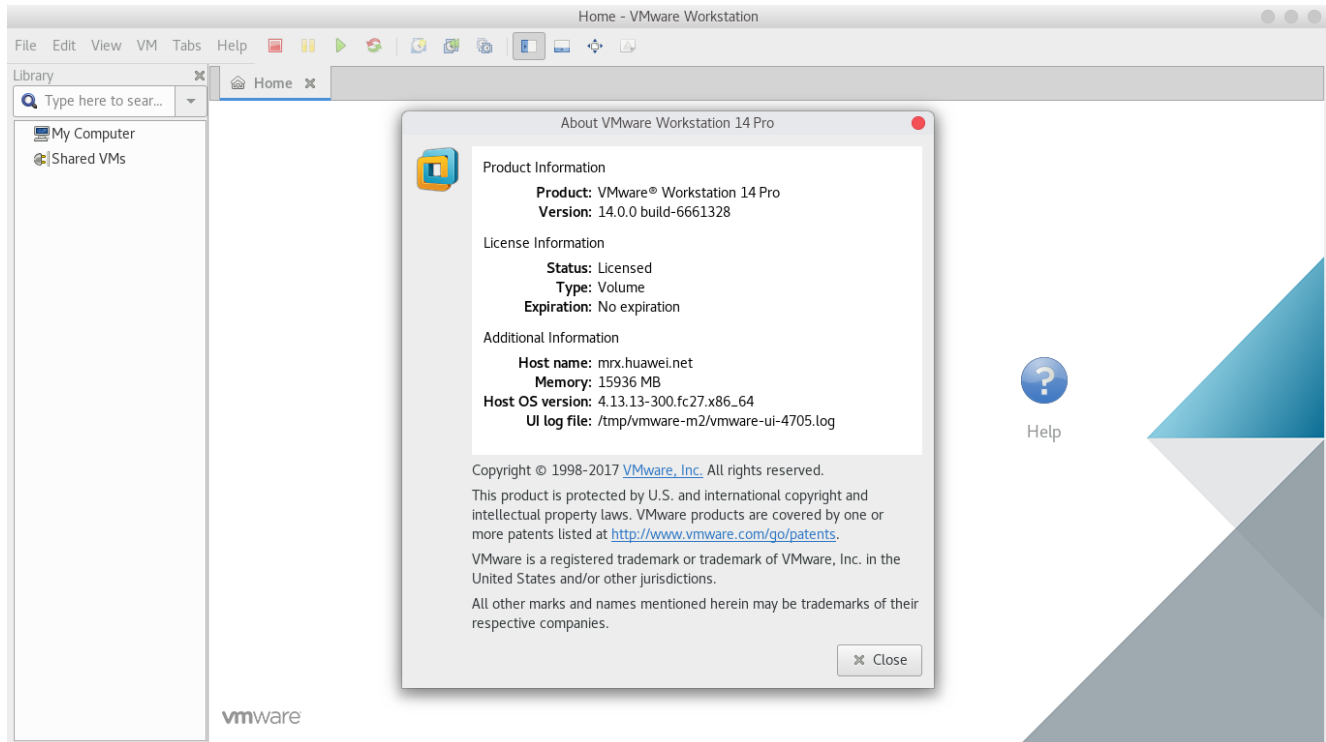 Home - VMware Workstation
File Edit View VM Tabs Help
Library
Home
Type here to sear...
My Computer
Shared VMs
About VMware Workstation 14 Pro
Product Information
Product: VMware® Workstation 14 Pro
Version: 14.0.0 build-6661328
License Information
Status: Licensed
Type: Volume
Expiration: No expiration
Additional Information
Host name: mrx.huawei.net
Memory: 15936 MB
Host OS version: 4.13.13-300.fc27.x86_64
UI log file: /tmp/vmware-m2/vmware-ui-4705.log
Copyright © 1998-2017 VMware, Inc. All rights reserved.
This product is protected by U.S. and international copyright and
intellectual property laws. VMware products are covered by one or
more patents listed at http://www.vmware.com/go/patents.
VMware is a registered trademark or trademark of VMware, Inc. in the
United States and/or other jurisdictions.
All other marks and names mentioned herein may be trademarks of their
respective companies.
Close
?
Help
vmware